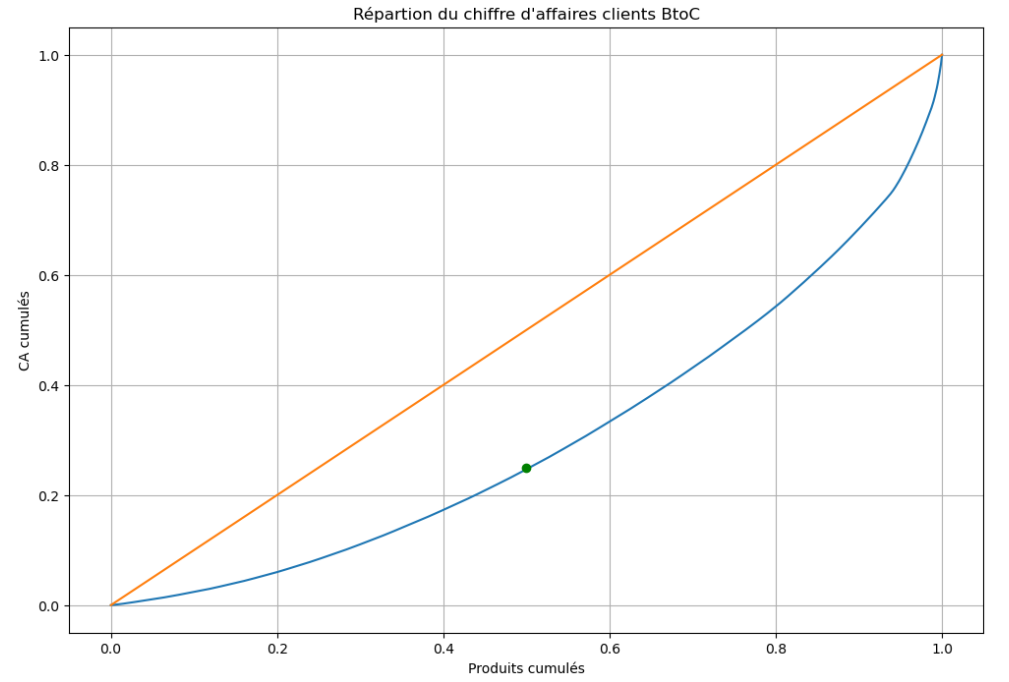 Répartion du chiffre d'affaires clients BtoC
1.0
0.8
0.6
0.4
0.2
0.0
CA cumulés
0.0 0.2 0.4 0.6 0.8 1.0
Produits cumulés